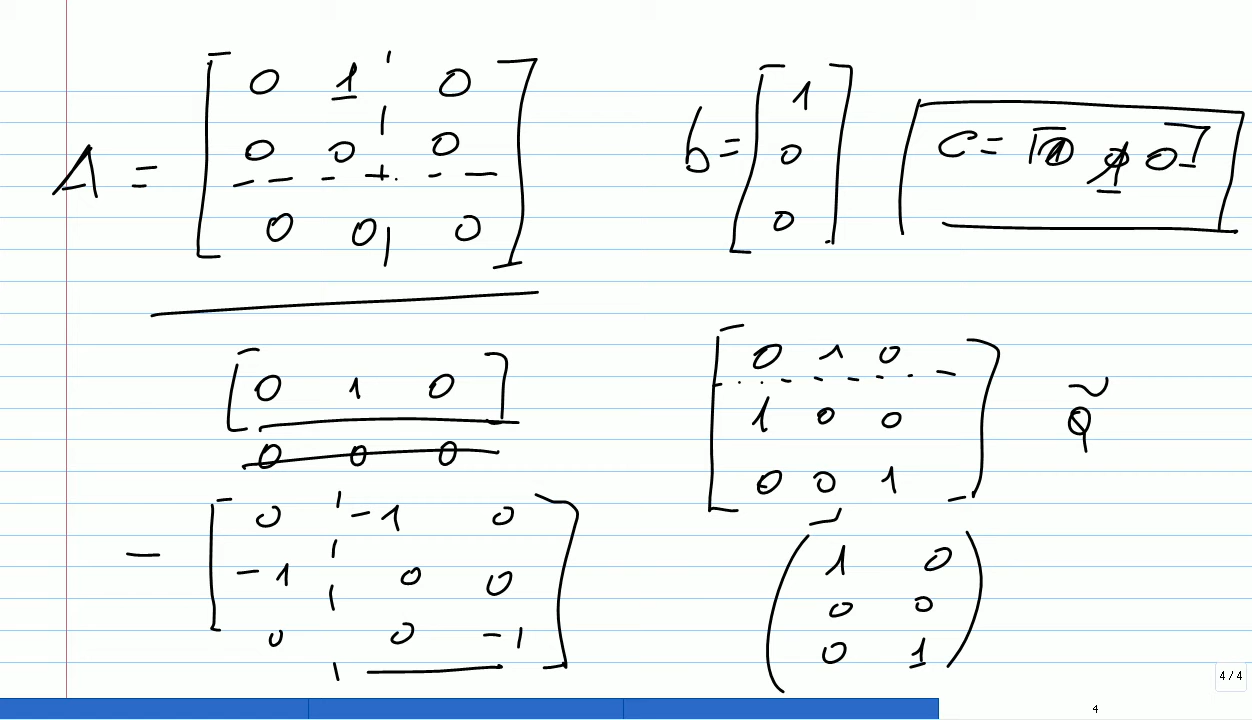 A = [ 0 1 0
0 0 0
0 0 0 ]
b = [ 1
0
0 ]
C = [ 0]
[ 0 1 0 ]
0 0 0
- [ 0 -1 0
-1 0 0
0 0 -1 ]
[ 0 1 0
1 0 0
0 0 1 ]
Q̃
( 1 0
0 0
0 1 )
4 / 4
4